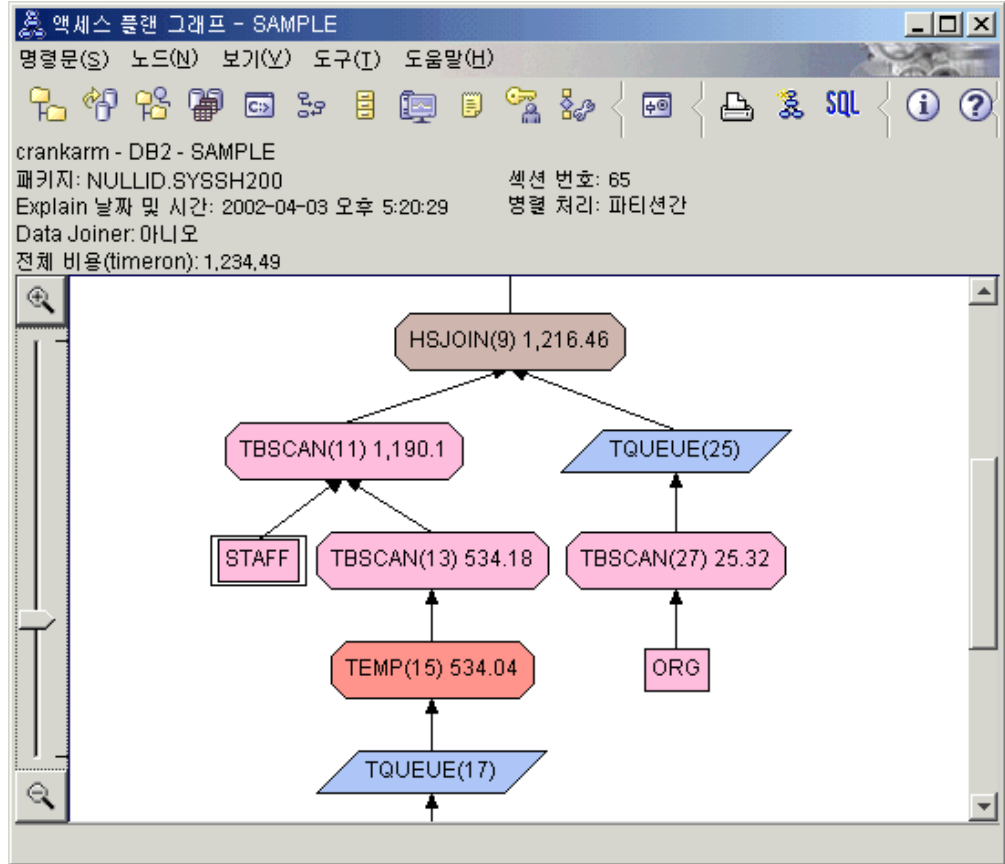 액세스 플랜 그래프 - SAMPLE
명령문(S) 노드(N) 보기(V) 도구(T) 도움말(H)
C:>
SQL
crankarm - DB2 - SAMPLE
패키지: NULLID.SYSSH200 섹션 번호: 65
Explain 날짜 및 시간: 2002-04-03 오후 5:20:29 병렬 처리: 파티션간
Data Joiner: 아니오
전체 비용(timeron): 1,234,49
HSJOIN(9) 1,216.46
TBSCAN(11) 1,190.1 TQUEUE(25)
STAFF TBSCAN(13) 534.18 TBSCAN(27) 25.32
TEMP(15) 534.04 ORG
TQUEUE(17)